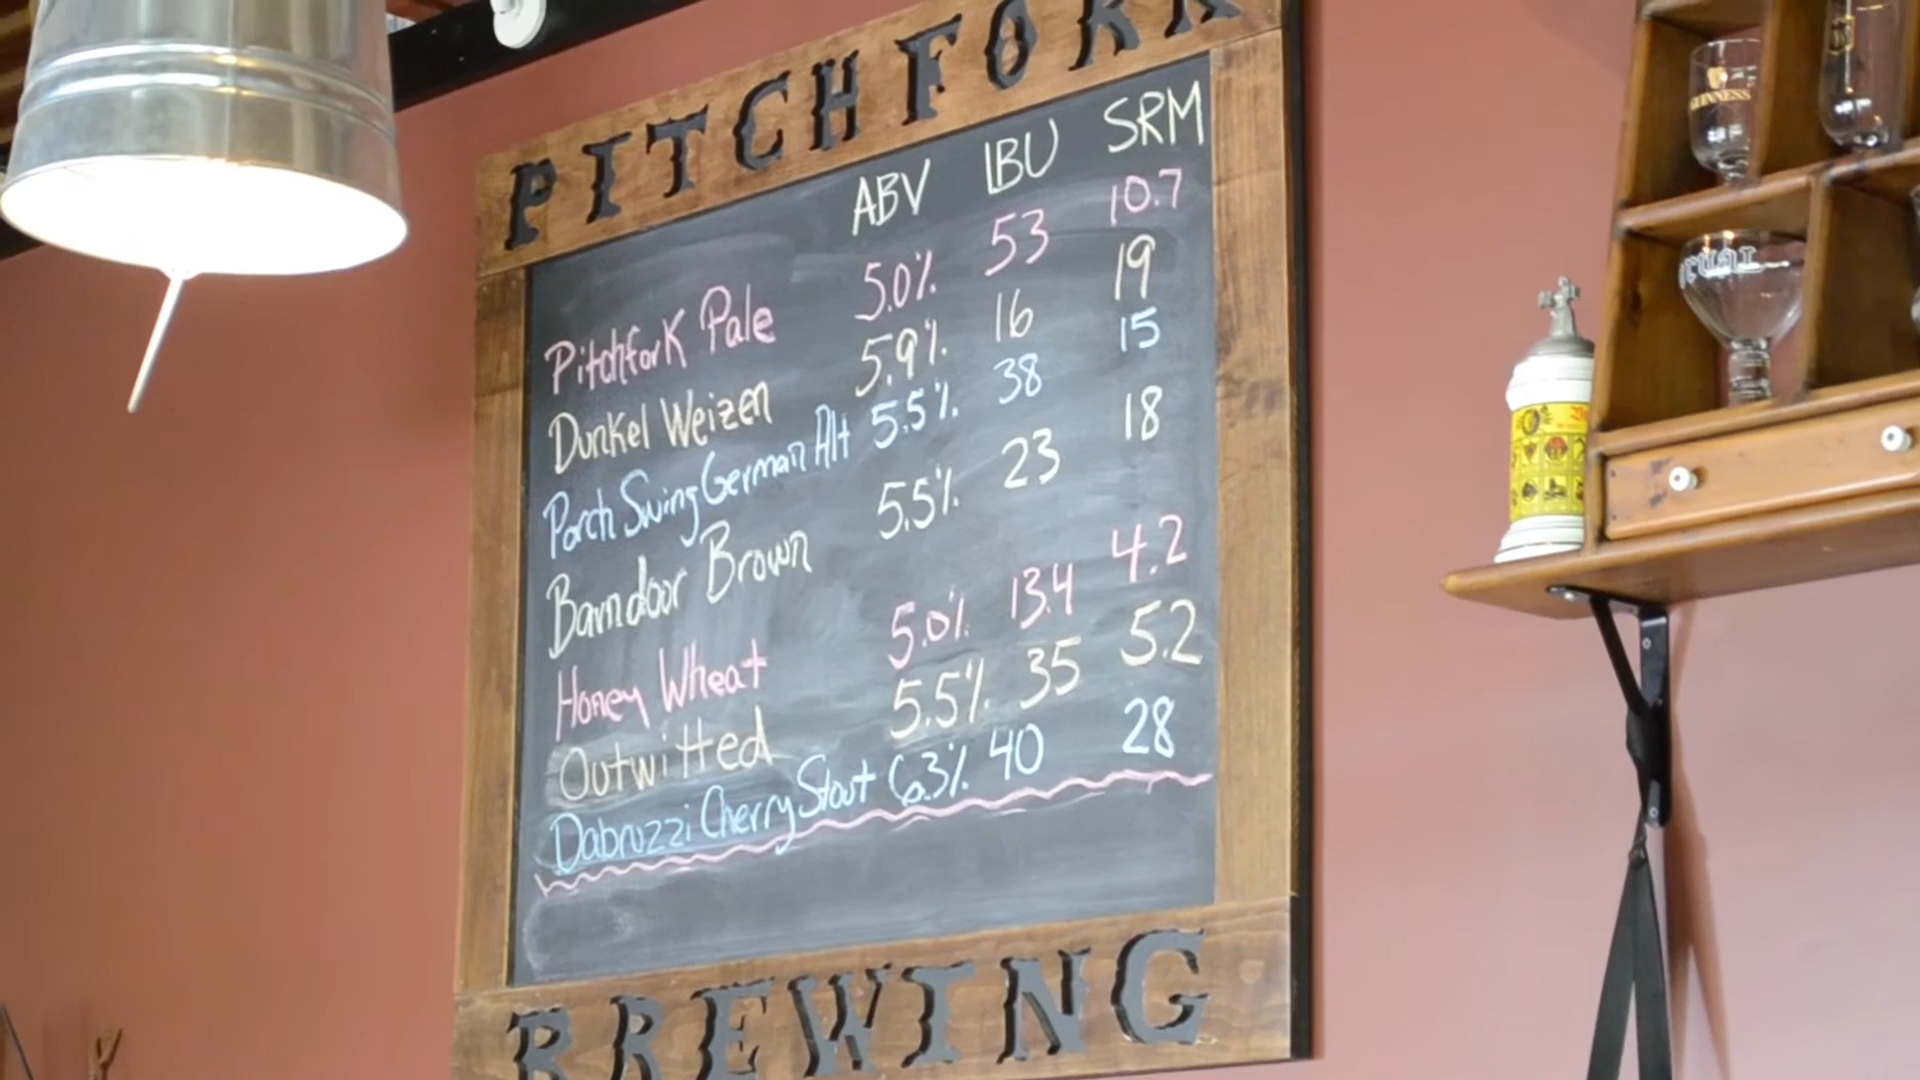 PITCHFORK
ABV IBU SRM
Pitchfork Pale 5.0% 53 10.7
Dunkel Weizen 5.9% 16 19
Porch Swing German Alt 5.5% 38 15
Barndoor Brown 5.5% 23 18
Honey Wheat 5.0% 13.4 4.2
Outwitted 5.5% 35 5.2
Dabruzzi Cherry Stout 6.3% 40 28
BREWING
GUINNESS